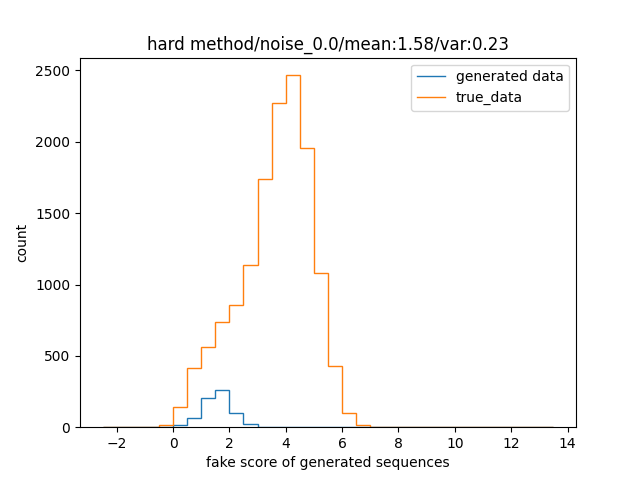 hard method/noise_0.0/mean:1.58/var:0.23
generated data
true_data
2500
2000
1500
1000
500
0
count
−2 0 2 4 6 8 10 12 14
fake score of generated sequences